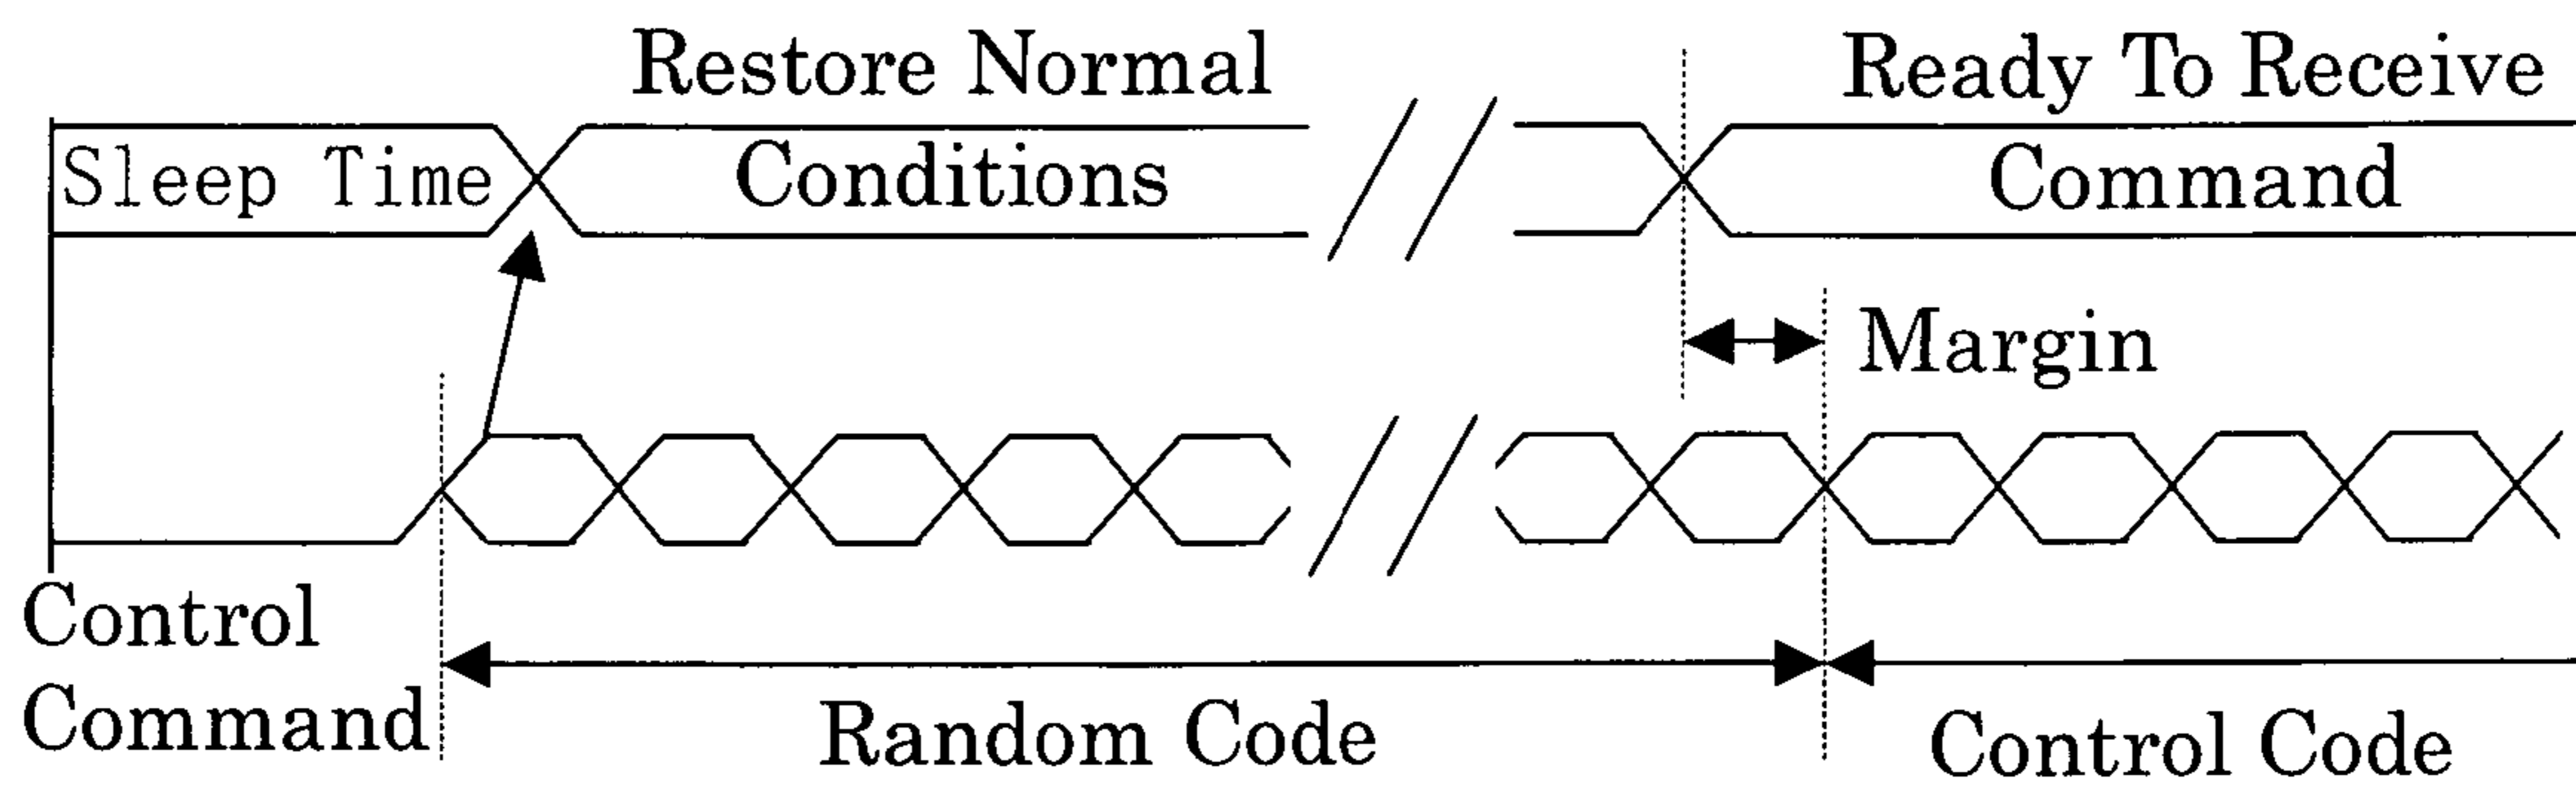 Restore Normal
Conditions
Ready To Receive
Command
Sleep Time
Margin
Control
Command
Random Code
Control Code